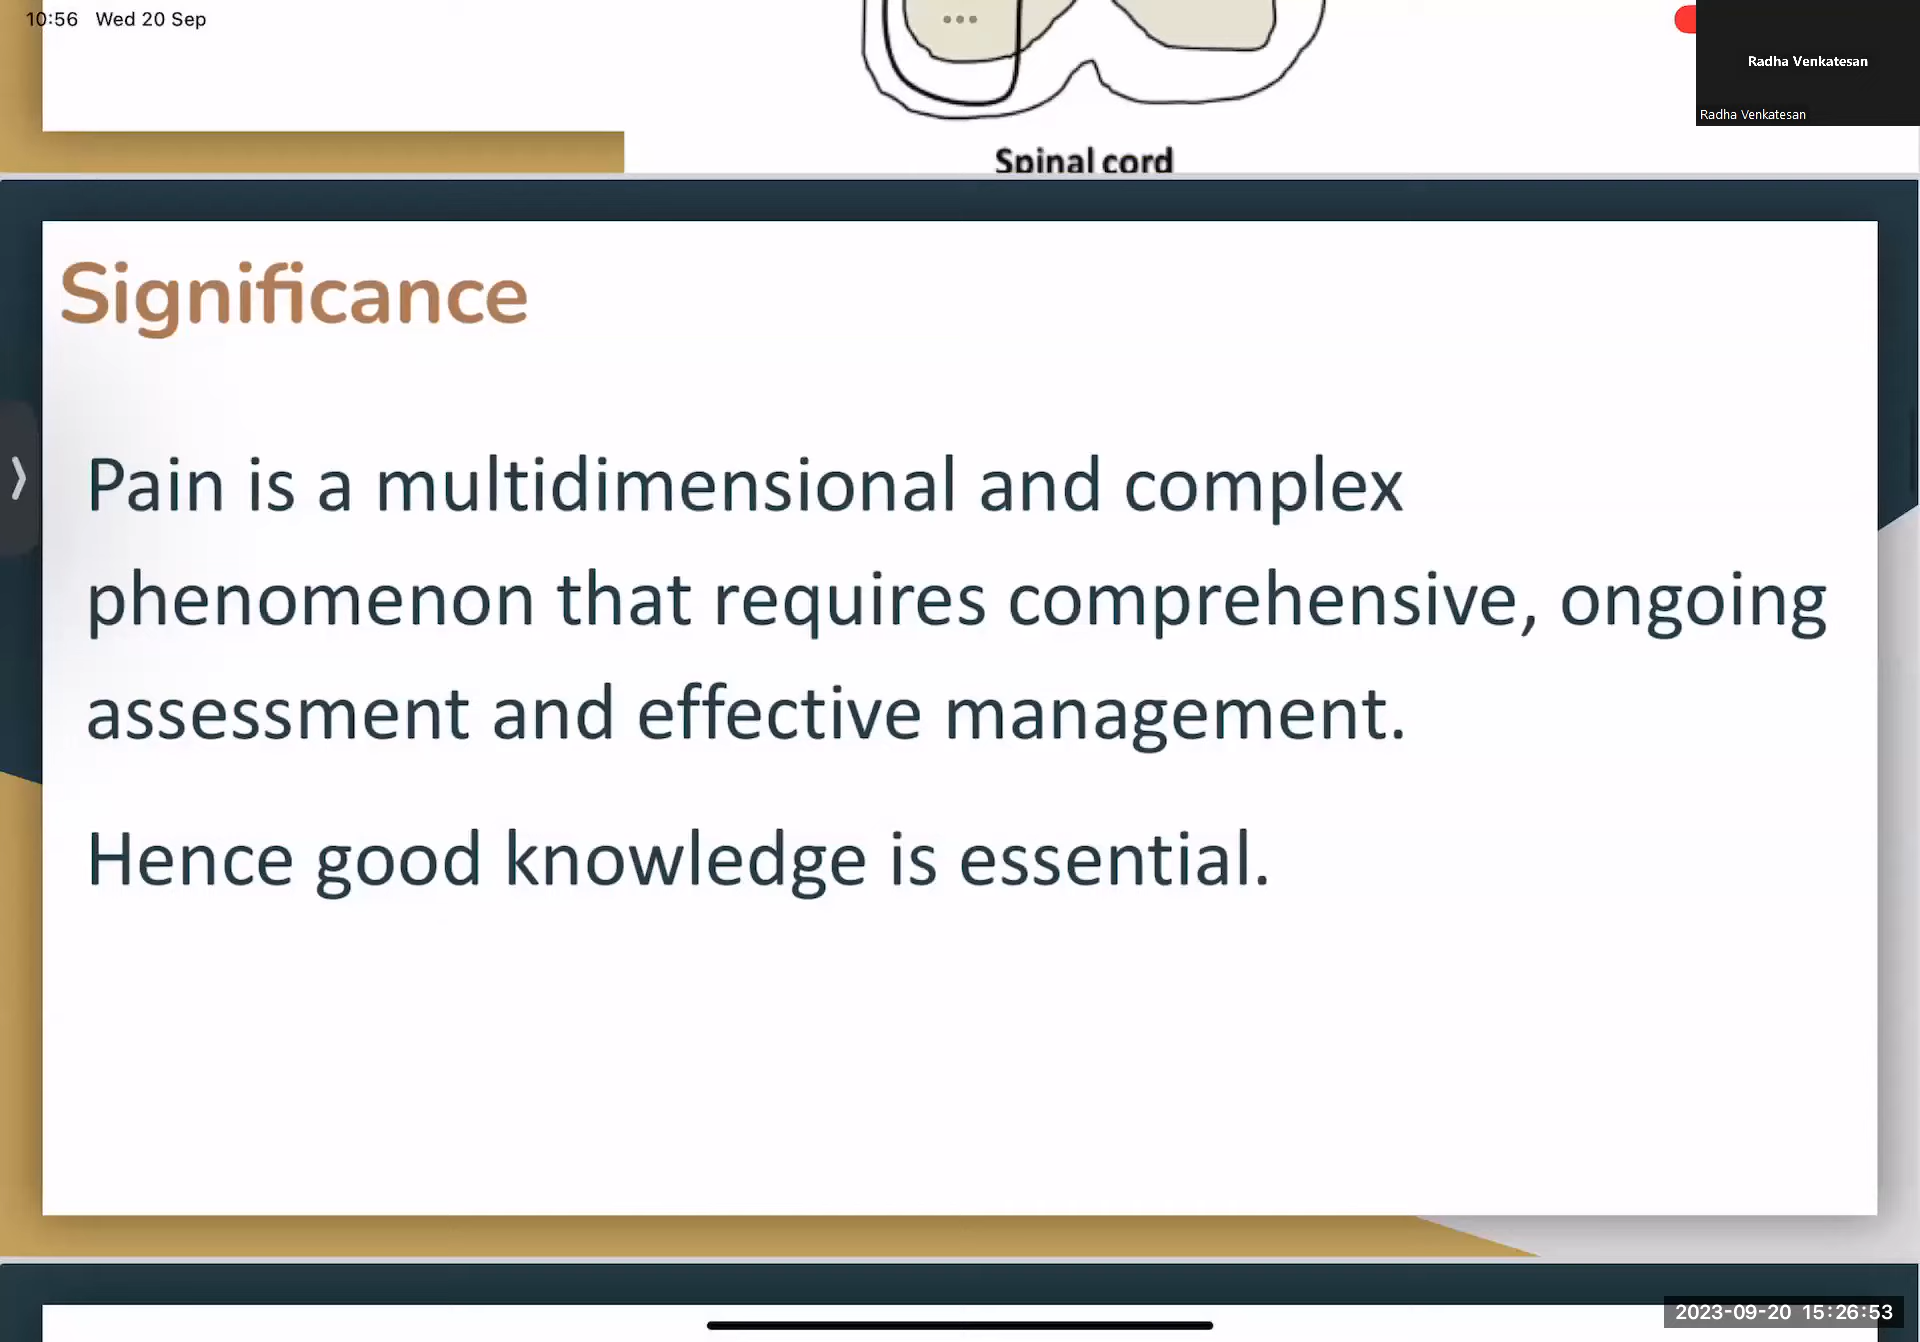 10:56 Wed 20 Sep
Radha Venkatesan
Radha Venkatesan
Spinal cord
Significance
Pain is a multidimensional and complex
phenomenon that requires comprehensive, ongoing
assessment and effective management.
Hence good knowledge is essential.
2023-09-20 15:26:53